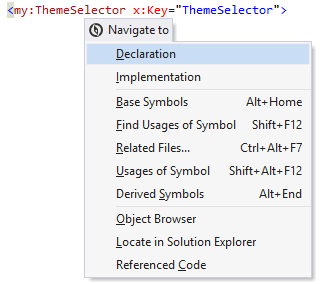 <my:ThemeSelector x:Key="ThemeSelector">
Navigate to
Declaration
Implementation
Base Symbols Alt+Home
Find Usages of Symbol Shift+F12
Related Files... Ctrl+Alt+F7
Usages of Symbol Shift+Alt+F12
Derived Symbols Alt+End
Object Browser
Locate in Solution Explorer
Referenced Code